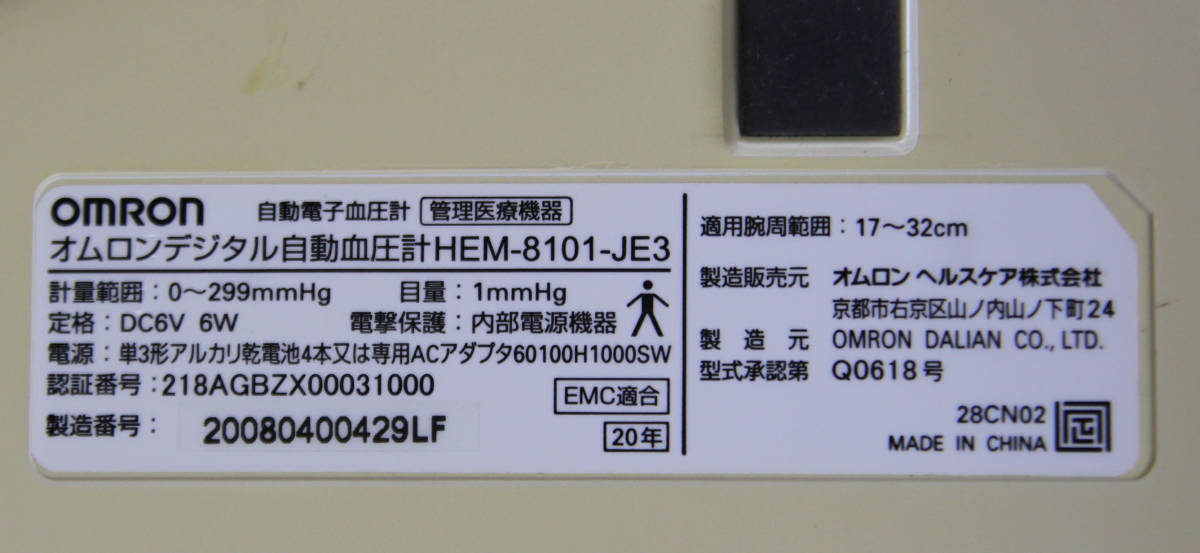 OMRON 自動電子血圧計 管理医療機器
オムロンデジタル自動血圧計HEM-8101-JE3
計量範囲：0～299mmHg 目量：1mmHg
定格：DC6V 6W 電撃保護：内部電源機器
電源：単3形アルカリ乾電池4本又は専用ACアダプタ60100H1000SW
認証番号：218AGBZX00031000
EMC適合
製造番号：20080400429LF
20年
適用腕周範囲：17～32cm
製造販売元 オムロン ヘルスケア株式会社
京都市右京区山ノ内山ノ下町24
製造元 OMRON DALIAN CO., LTD.
型式承認第 Q0618号
28CN02
MADE IN CHINA
正